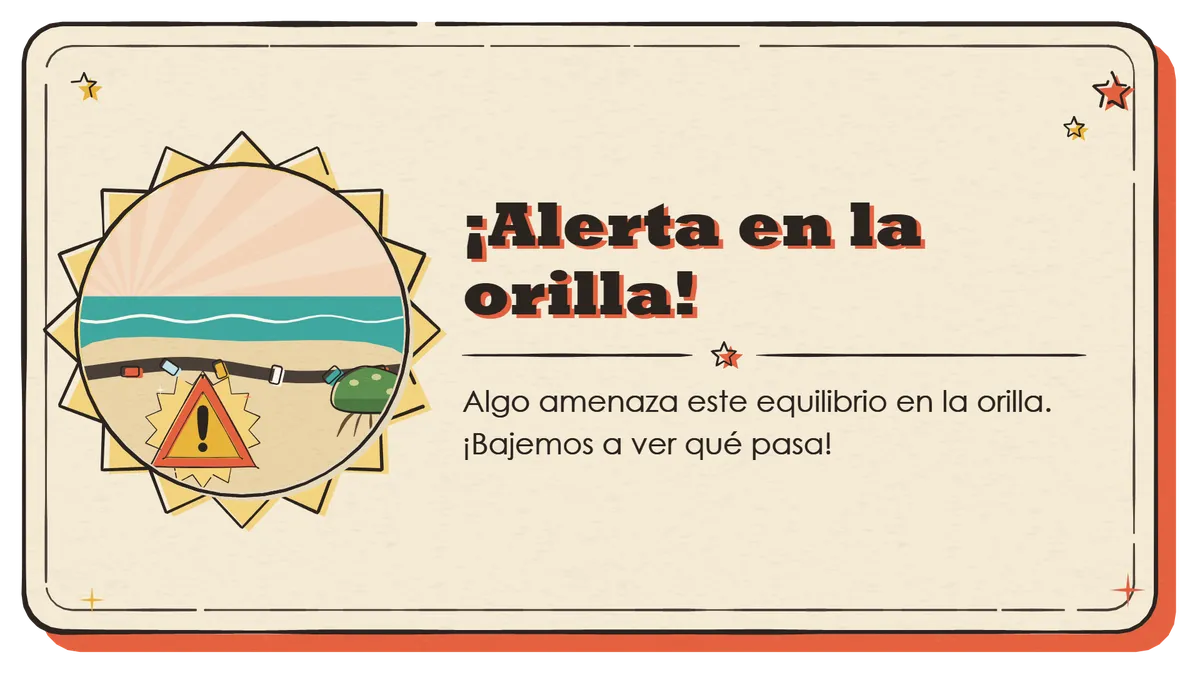 ¡Alerta en la
orilla!
Algo amenaza este equilibrio en la orilla.
¡Bajemos a ver qué pasa!